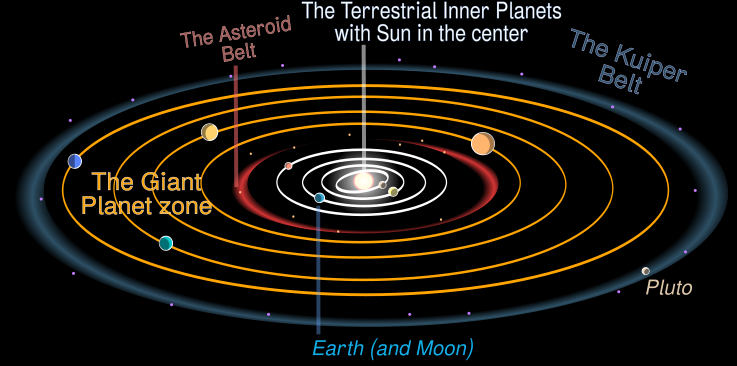 The Terrestrial Inner Planets
with Sun in the center
The Asteroid
Belt
The Kuiper
Belt
The Giant
Planet zone
Pluto
Earth (and Moon)